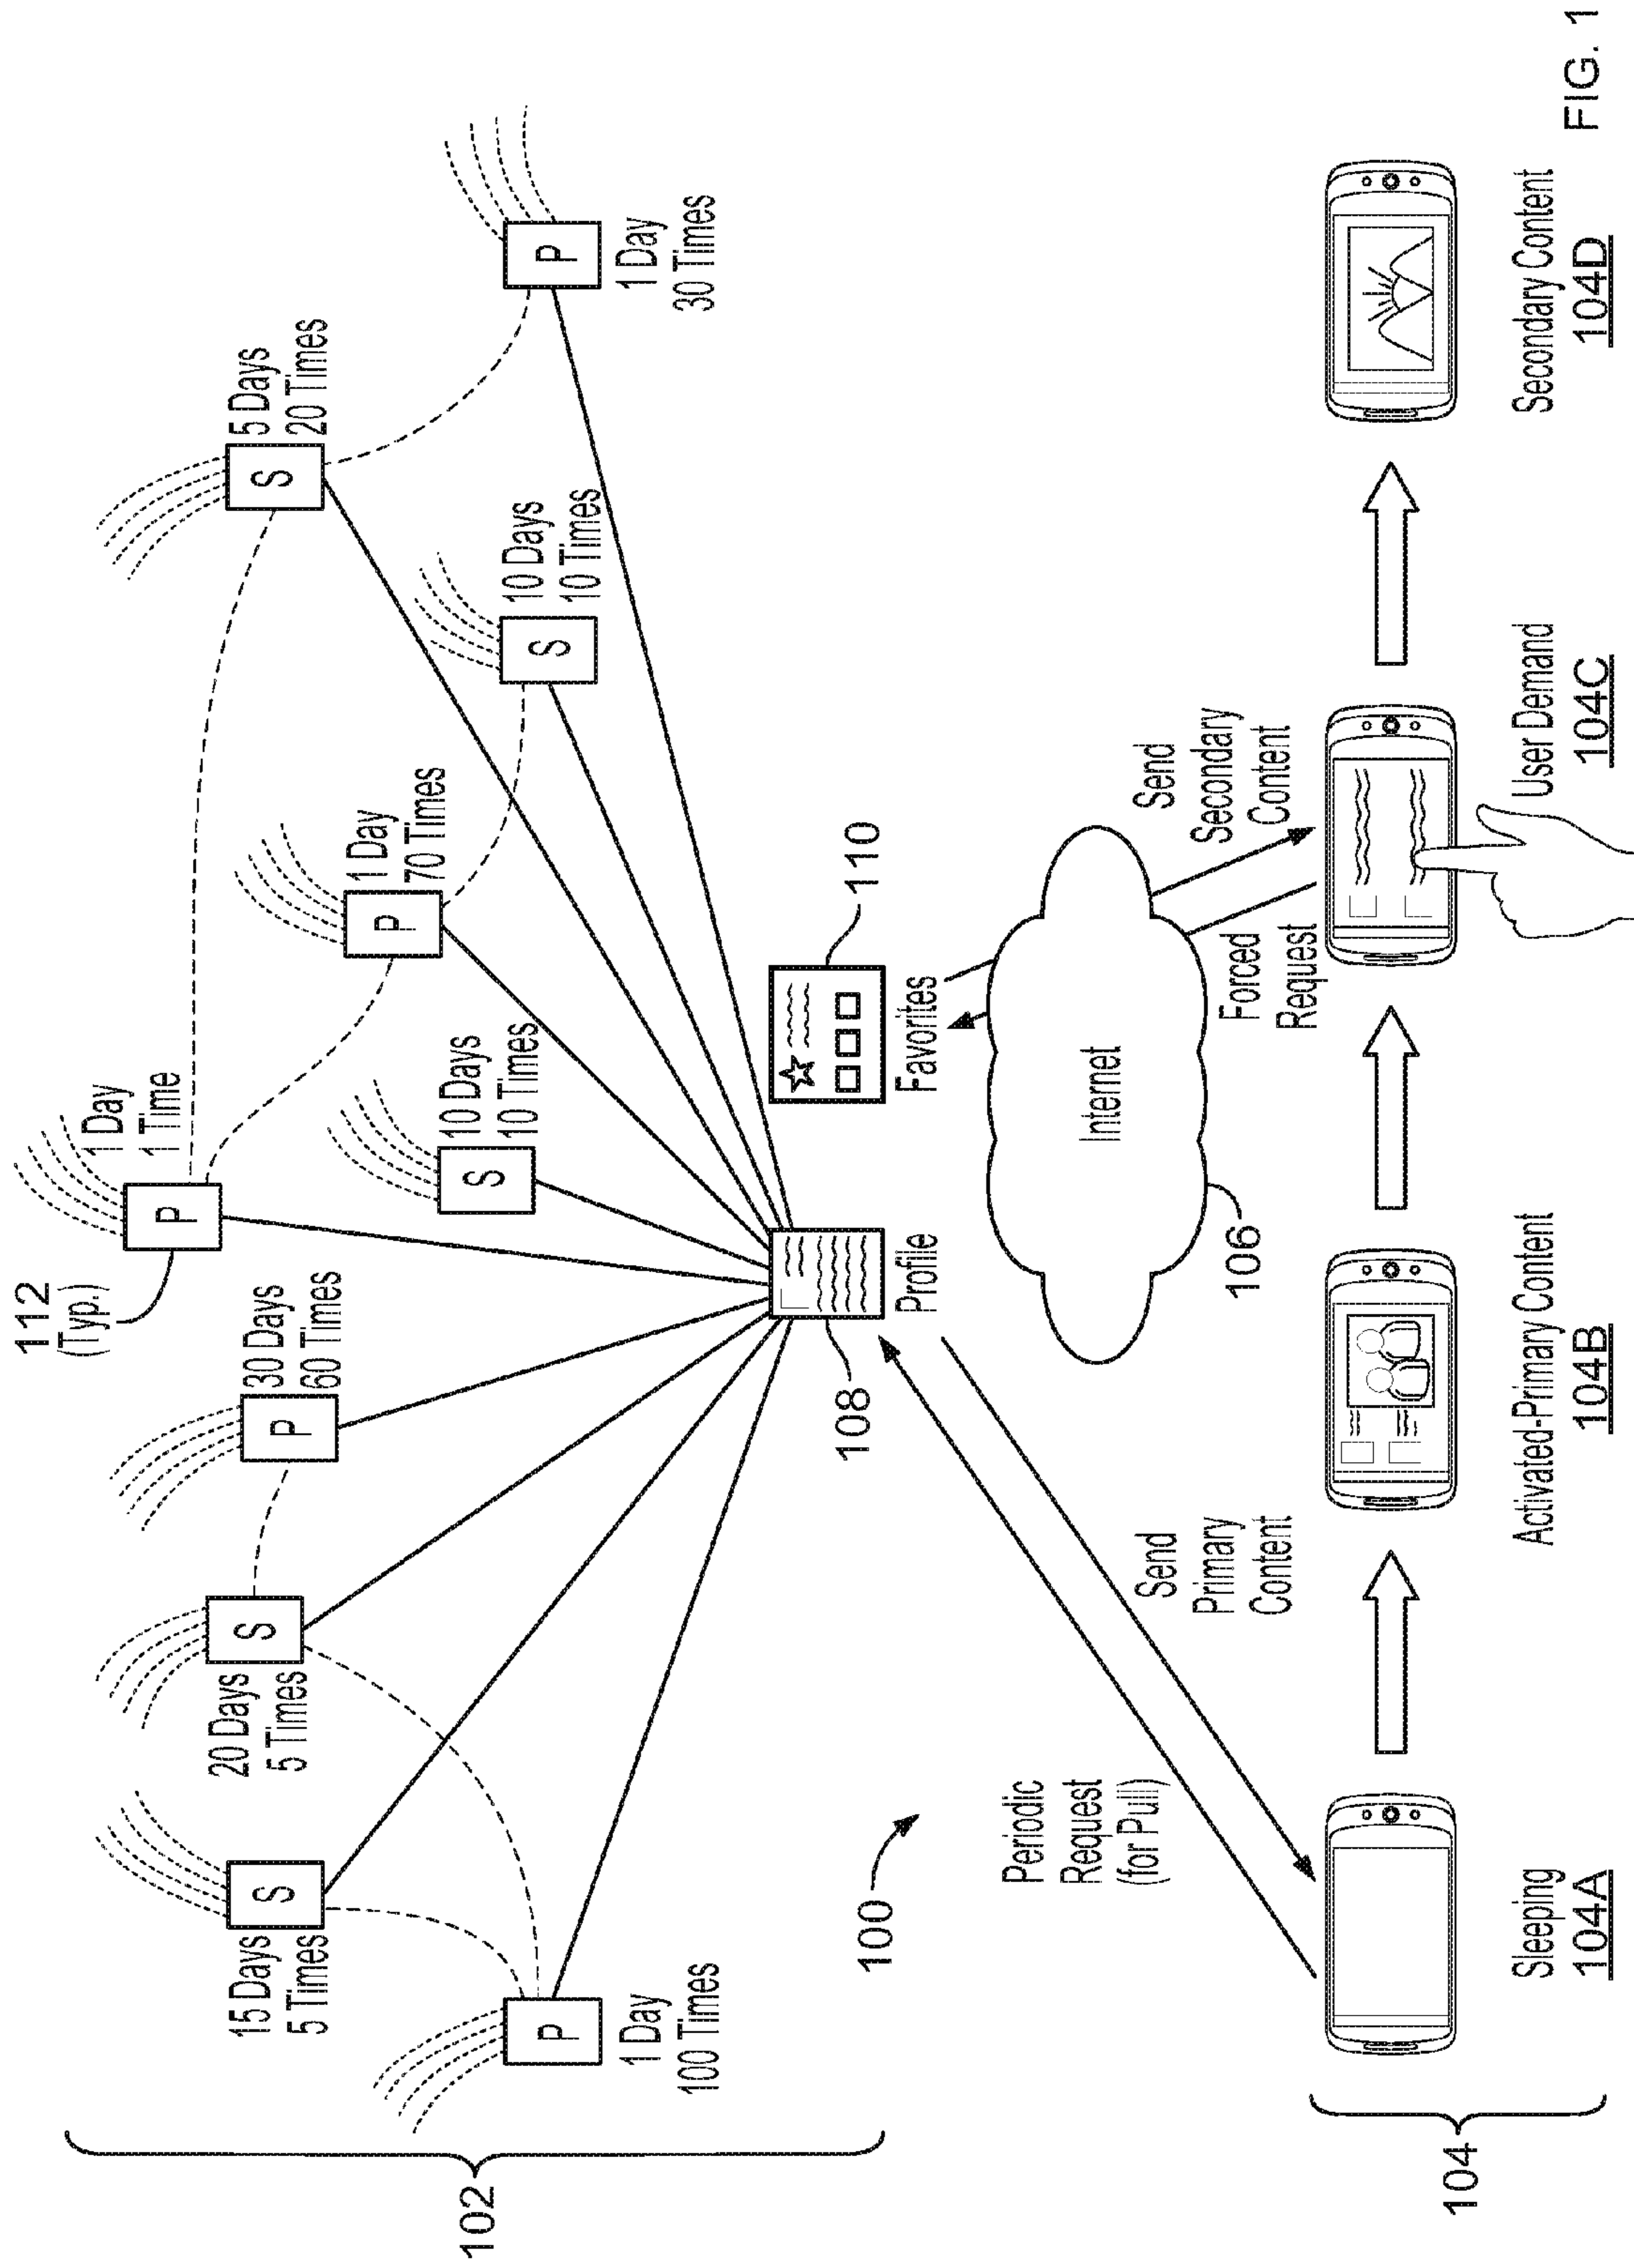 102
112
(Typ.)
1 Day
1 Time
P
30 Days
60 Times
P
S
20 Days
5 Times
S
15 Days
5 Times
P
1 Day
100 Times
S
10 Days
10 Times
P
1 Day
70 Times
S
5 Days
20 Times
S
10 Days
10 Times
P
1 Day
30 Times
108
Profile
110
Favorites
100
Periodic
Request
(for Pull)
Send
Primary
Content
106
Internet
Forced
Request
Send
Secondary
Content
104
Sleeping
104A
Activated-Primary Content
104B
User Demand
104C
Secondary Content
104D
FIG. 1